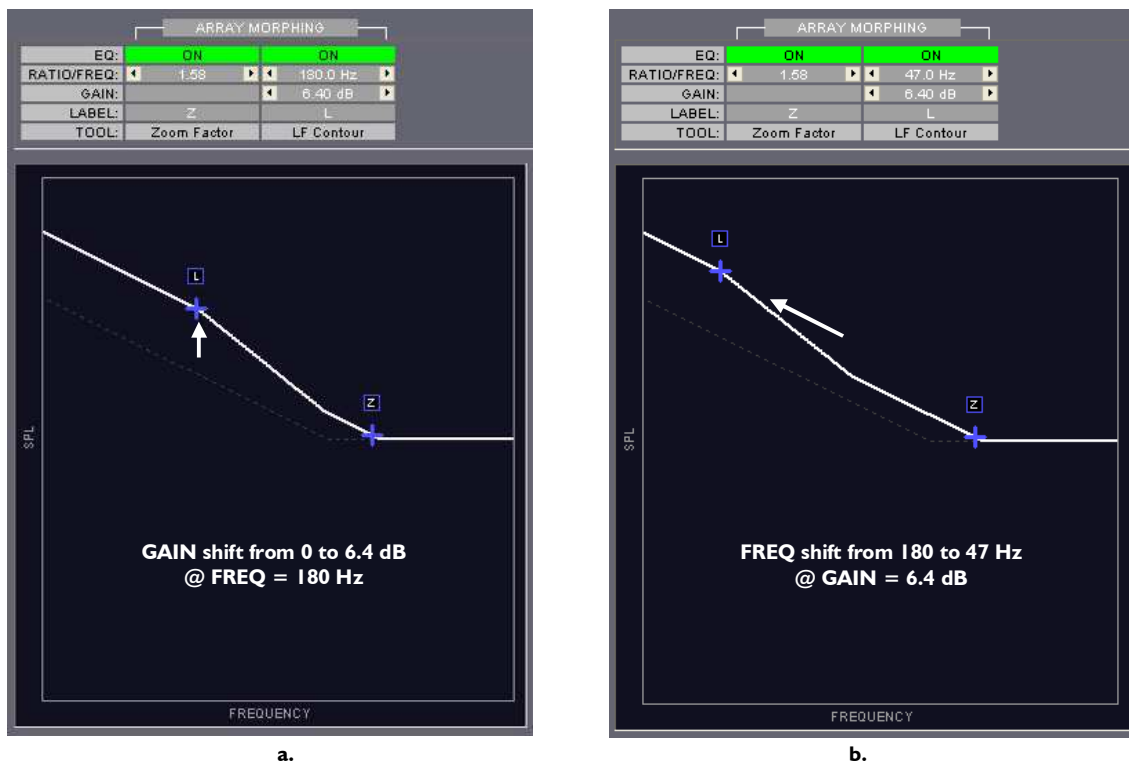 ARRAY MORPHING
EQ: ON ON
RATIO/FREQ: 1.58 180.0 Hz
GAIN: 6.40 dB
LABEL: Z L
TOOL: Zoom Factor LF Contour
L
Z
SPL
GAIN shift from 0 to 6.4 dB
@ FREQ = 180 Hz
FREQUENCY
a.
ARRAY MORPHING
EQ: ON ON
RATIO/FREQ: 1.58 47.0 Hz
GAIN: 6.40 dB
LABEL: Z L
TOOL: Zoom Factor LF Contour
L
Z
SPL
FREQ shift from 180 to 47 Hz
@ GAIN = 6.4 dB
FREQUENCY
b.